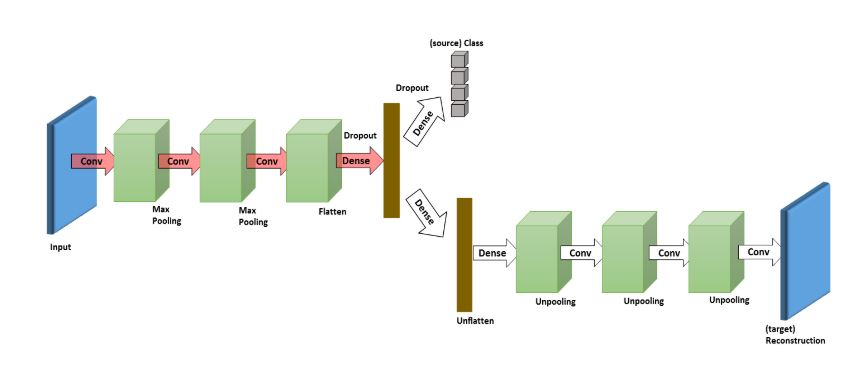 (source) Class
Dropout
Dense
Dropout
Conv
Conv
Conv
Dense
Max
Pooling
Max
Pooling
Flatten
Input
Dense
Dense
Conv
Conv
Conv
Unpooling
Unpooling
Unpooling
Unflatten
(target)
Reconstruction